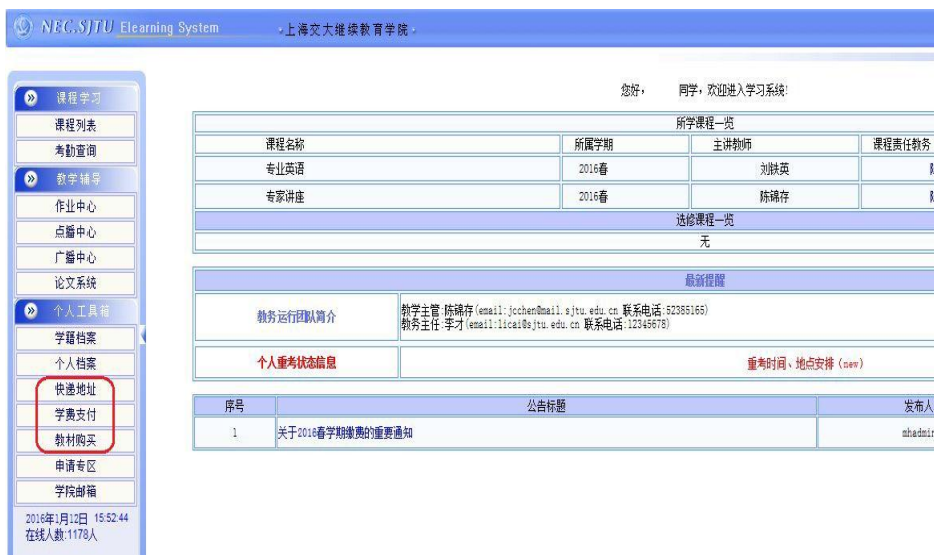 NEC.SJTU Elearning System
·上海交大继续教育学院·
课程学习
课程列表
考勤查询
教学辅导
作业中心
点播中心
广播中心
论文系统
个人工具箱
学籍档案
个人档案
快递地址
学费支付
教材购买
申请专区
学院邮箱
2016年1月12日 15:52:44
在线人数:1178人
您好, 同学,欢迎进入学习系统!
所学课程一览
课程名称 所属学期 主讲教师 课程责任教务
专业英语 2016春 刘轶英
专家讲座 2016春 陈锦存
选修课程一览
无
最新提醒
教务运行团队简介
教学主管:陈锦存(email:jcchen@mail.sjtu.edu.cn 联系电话:52385165)
教务主任:李才(email:licai@sjtu.edu.cn 联系电话:12345678)
个人重考状态信息 重考时间、地点安排(new)
序号 公告标题 发布人
1 关于2016春学期缴费的重要通知 mhadmin